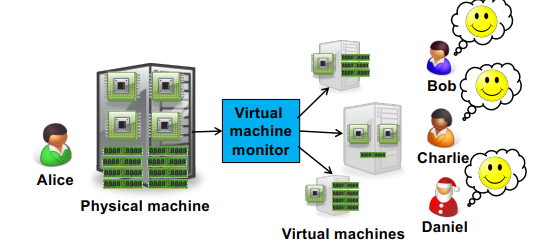 Bob
Virtual
machine
monitor
Charlie
Alice
Physical machine
Daniel
Virtual machines